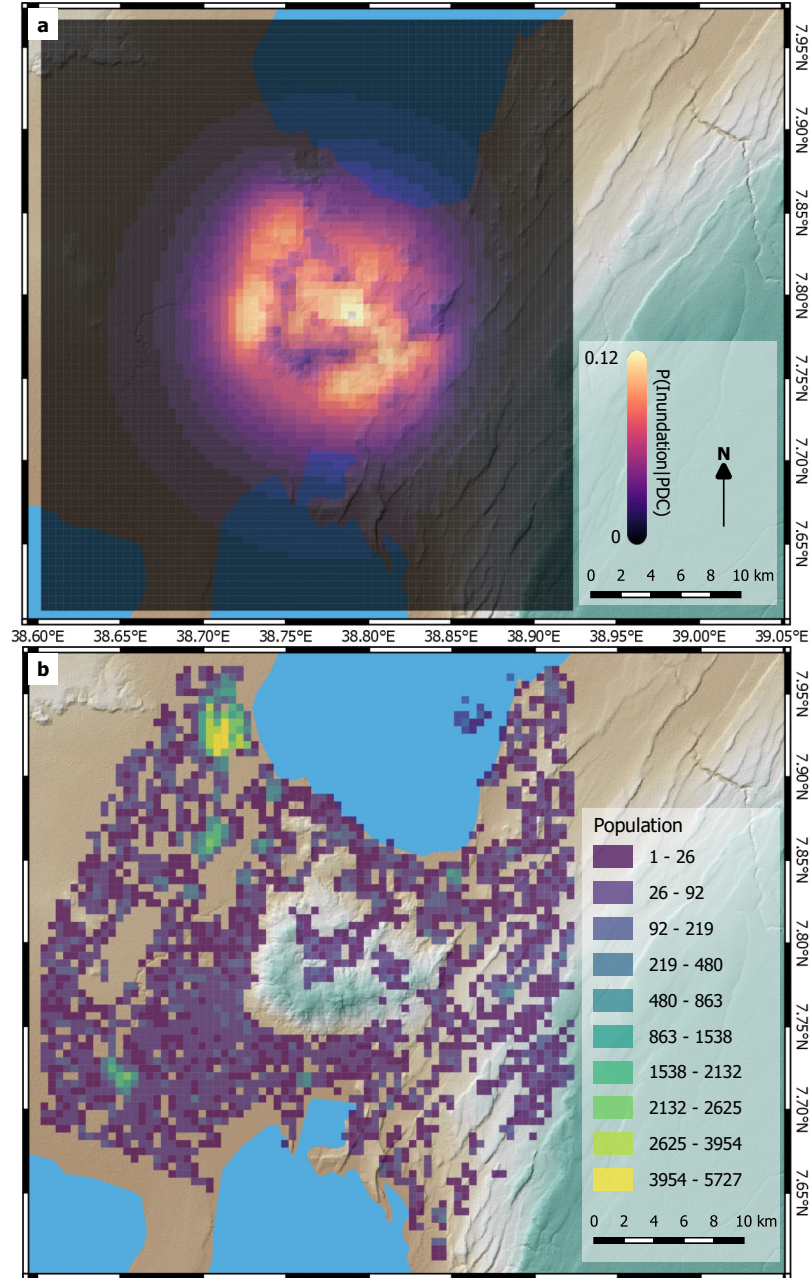 a
7.95°N
7.90°N
7.85°N
7.80°N
7.75°N
7.70°N
7.65°N
0.12
0
P(Inundation|PDC)
N
0 2 4 6 8 10 km
38.60°E 38.65°E 38.70°E 38.75°E 38.80°E 38.85°E 38.90°E 38.95°E 39.00°E 39.05°E
b
7.95°N
7.90°N
7.85°N
7.80°N
7.75°N
7.70°N
7.65°N
Population
1 - 26
26 - 92
92 - 219
219 - 480
480 - 863
863 - 1538
1538 - 2132
2132 - 2625
2625 - 3954
3954 - 5727
0 2 4 6 8 10 km